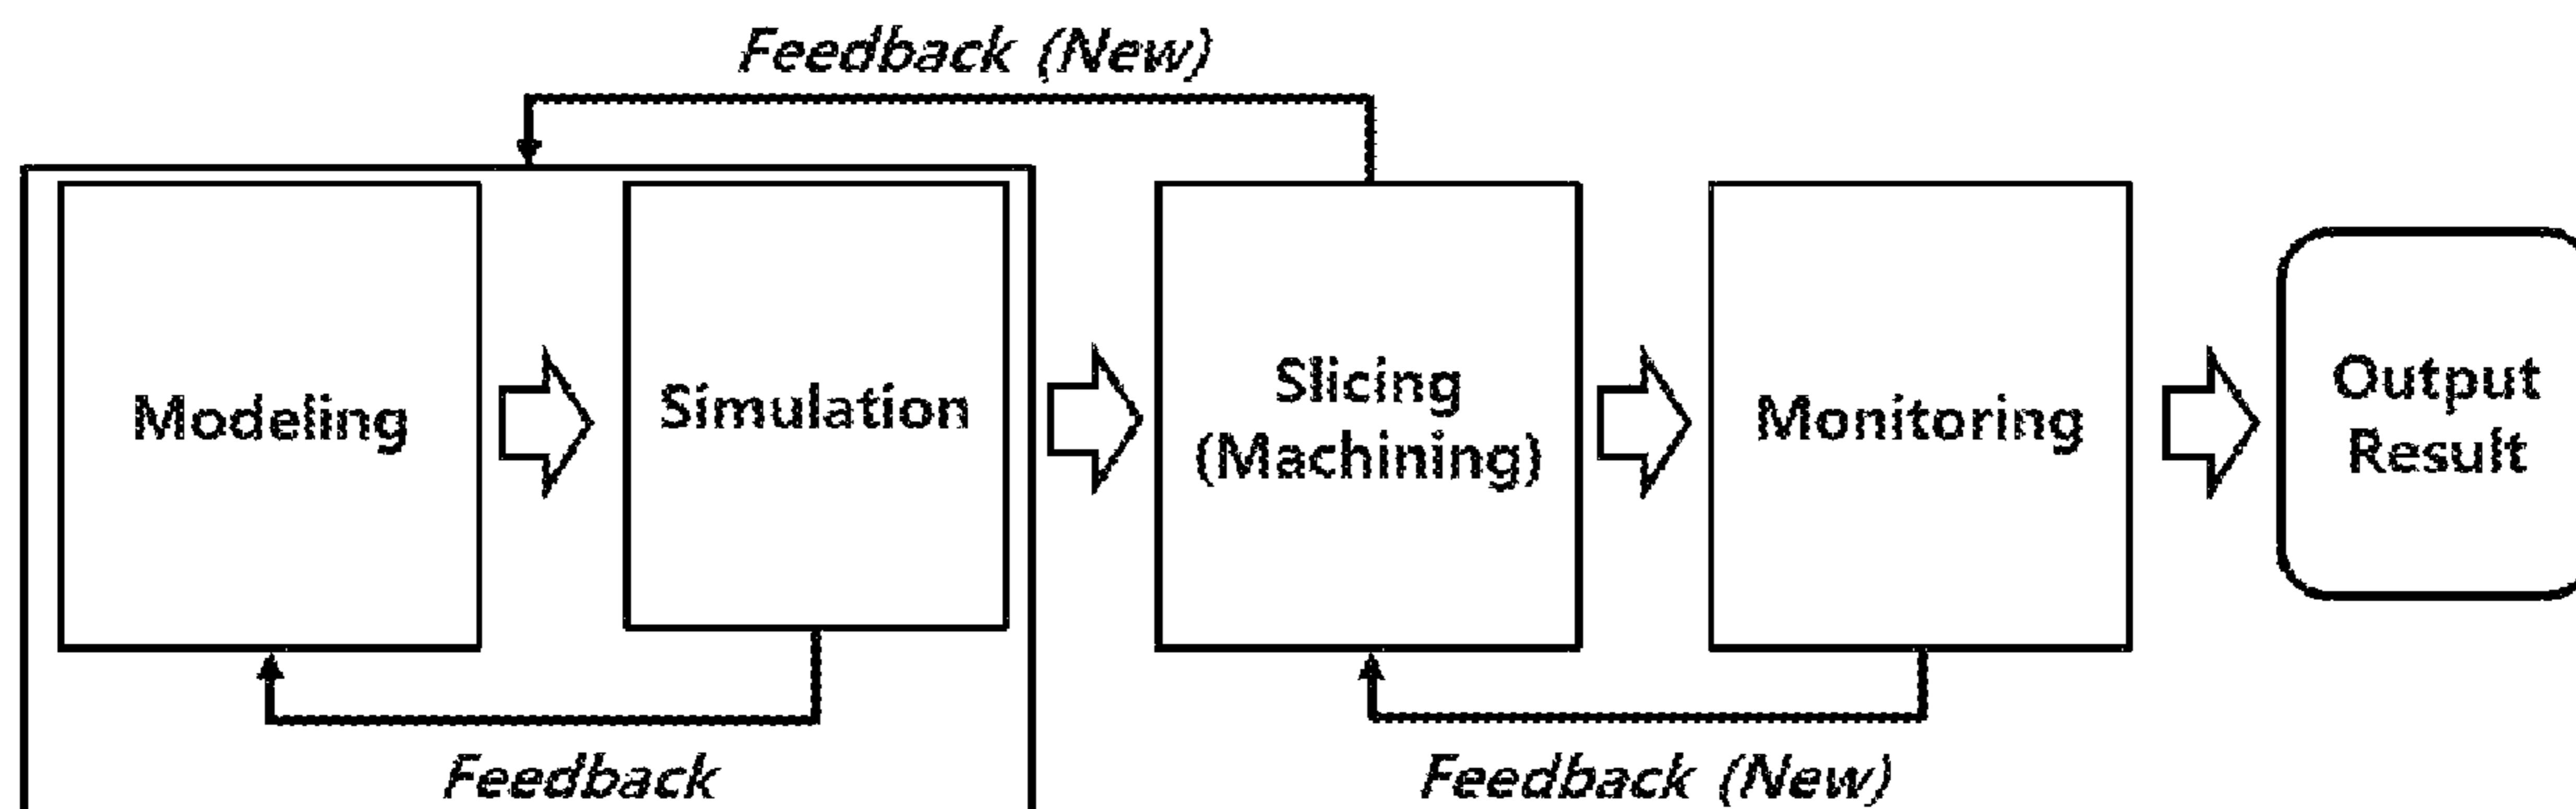 Feedback (New)
Modeling
Simulation
Slicing
(Machining)
Monitoring
Output
Result
Feedback
Feedback (New)